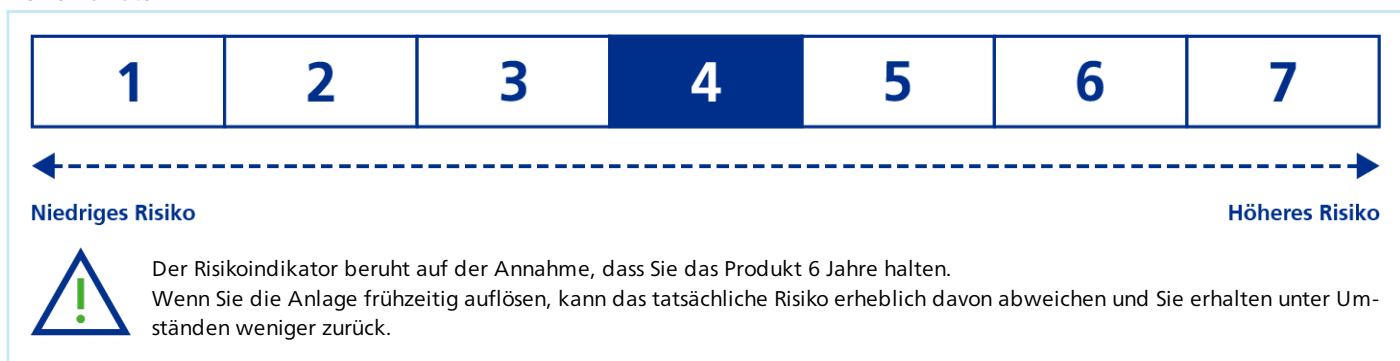 1 2 3 4 5 6 7
Niedriges Risiko Höheres Risiko
Der Risikoindikator beruht auf der Annahme, dass Sie das Produkt 6 Jahre halten.
Wenn Sie die Anlage frühzeitig auflösen, kann das tatsächliche Risiko erheblich davon abweichen und Sie erhalten unter Um-
ständen weniger zurück.